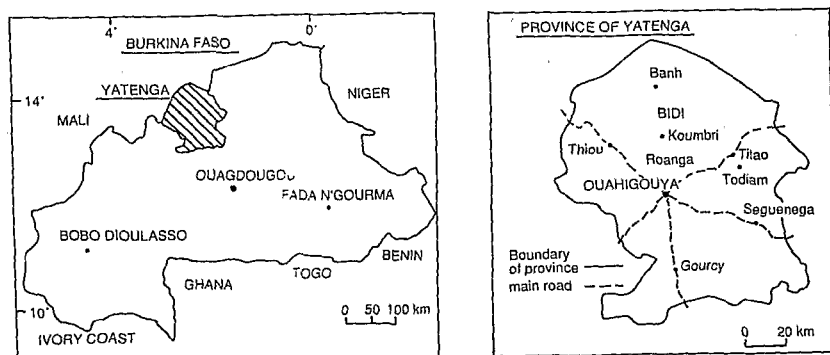 BURKINA FASO
0°
YATENGA
14°
NIGER
MALI
OUAGDOUGOU
FADA N'GOURMA
BOBO DIOULASSO
BENIN
TOGO
GHANA
0 50 100 km
10°
IVORY COAST
PROVINCE OF YATENGA
Banh
BIDI
Koumbri
Thiou
Titao
Roanga
Todiam
OUAHIGOUYA
Seguenega
Boundary
of province
main road
Gourcy
0 20 km